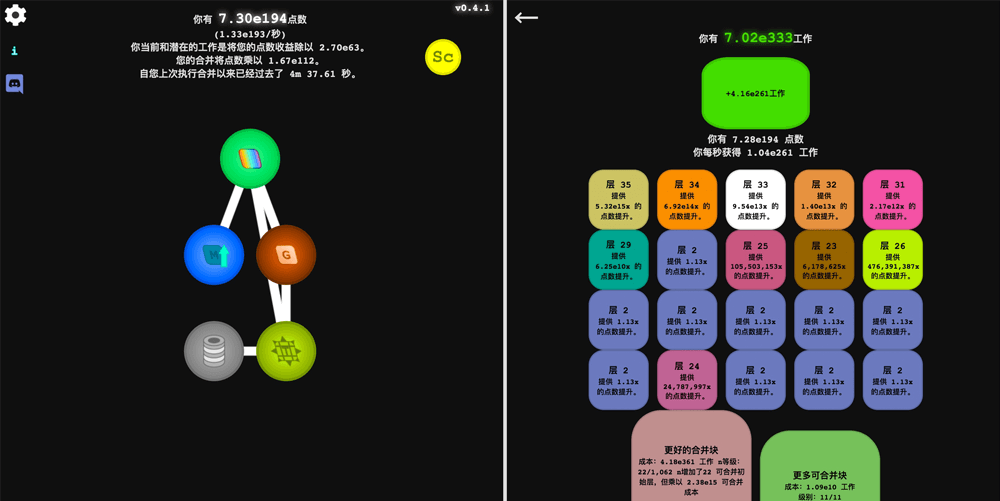 v0.4.1
你有 7.30e194点数
(1.33e193/秒)
你当前和潜在的工作是将您的点数收益除以 2.70e63。
您的合并将点数乘以 1.67e112。
自您上次执行合并以来已经过去了 4m 37.61 秒。
i
Sc
G
你有 7.02e333工作
+4.16e261工作
你有 7.28e194 点数
你每秒获得 1.04e261 工作
层 35
提供
5.32e15x 的
点数提升。
层 34
提供
6.92e14x 的
点数提升。
层 33
提供
9.54e13x 的
点数提升。
层 32
提供
1.40e13x 的
点数提升。
层 31
提供
2.17e12x 的
点数提升。
层 29
提供
6.25e10x 的
点数提升。
层 2
提供 1.13x
的点数提升。
层 25
提供
105,503,153x
的点数提升。
层 23
提供
6,178,625x
的点数提升。
层 26
提供
476,391,387x
的点数提升。
层 2
提供 1.13x
的点数提升。
层 2
提供 1.13x
的点数提升。
层 2
提供 1.13x
的点数提升。
层 2
提供 1.13x
的点数提升。
层 2
提供 1.13x
的点数提升。
层 2
提供 1.13x
的点数提升。
层 24
提供
24,787,997x
的点数提升。
层 2
提供 1.13x
的点数提升。
层 2
提供 1.13x
的点数提升。
层 2
提供 1.13x
的点数提升。
更好的合并块
成本: 4.18e361 工作 n等级:
22/1,062 n增加了22 可合并初
始层，但乘以 2.38e15 可合并
成本
更多可合并块
成本: 1.09e10 工作
级别: 11/11